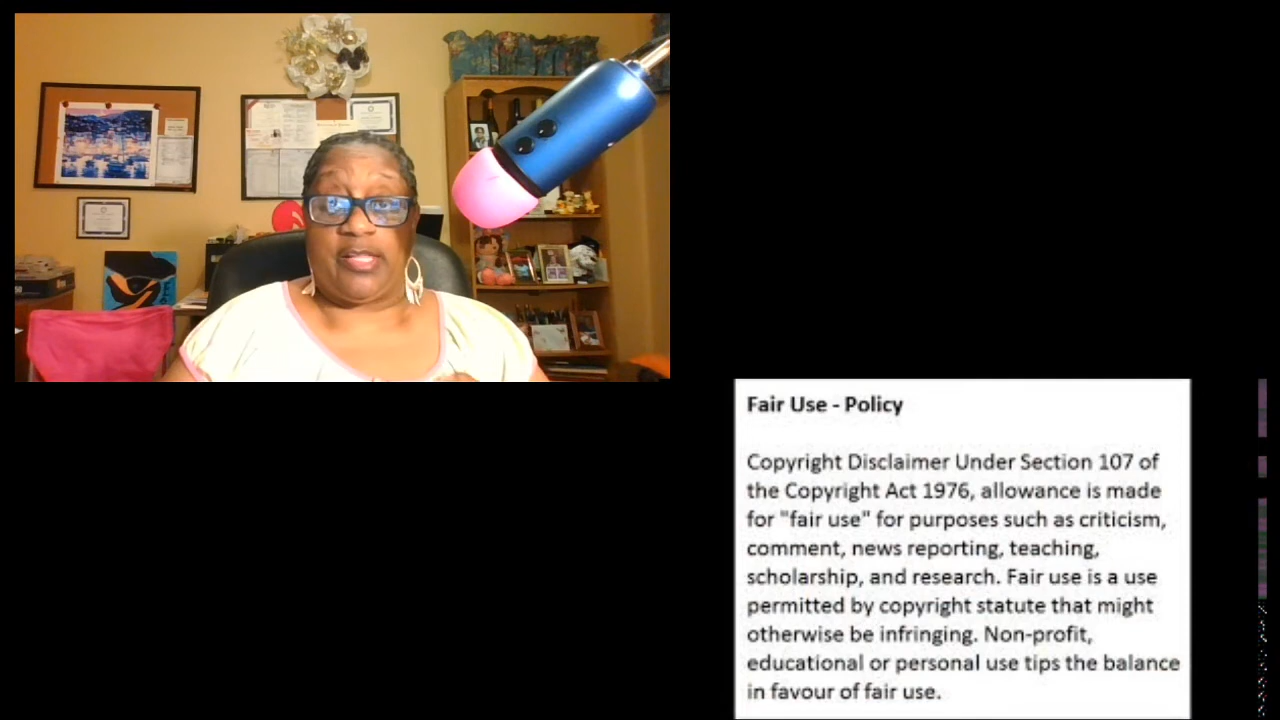 Fair Use - Policy
Copyright Disclaimer Under Section 107 of
the Copyright Act 1976, allowance is made
for "fair use" for purposes such as criticism,
comment, news reporting, teaching,
scholarship, and research. Fair use is a use
permitted by copyright statute that might
otherwise be infringing. Non-profit,
educational or personal use tips the balance
in favour of fair use.